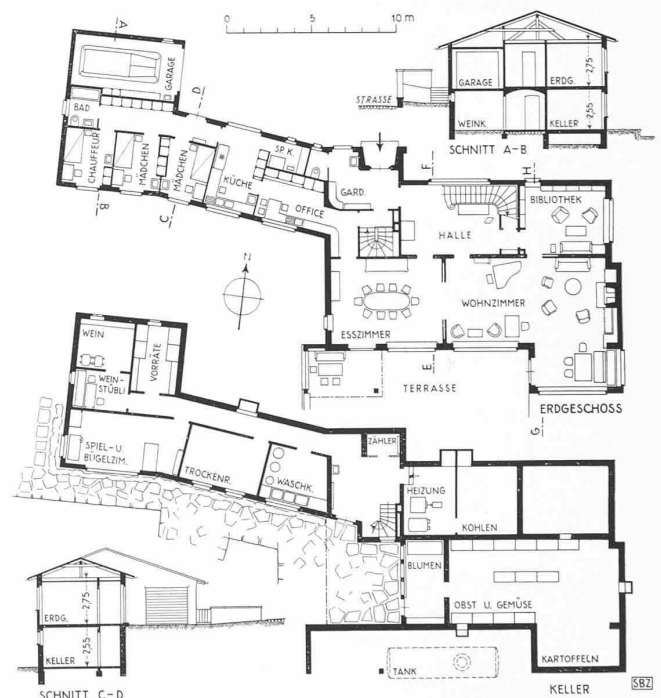 0 5 10 m
A
GARAGE
D
BAD
CHAUFFEUR
MÄDCHEN
MÄDCHEN
KÜCHE
SP.K.
OFFICE
GARD.
B
C
F
H
HALLE
BIBLIOTHEK
ESSZIMMER
WOHNZIMMER
N
TERRASSE
E
G
ERDGESCHOSS
STRASSE
GARAGE
ERDG.
2,75
WEINK.
KELLER
2,55
SCHNITT A-B
WEIN
VORRÄTE
WEIN-
STÜBLI
SPIEL- U.
BÜGELZIM.
TROCKENR.
WASCHK.
ZÄHLER
HEIZUNG
KOHLEN
BLUMEN
OBST U. GEMÜSE
KARTOFFELN
TANK
KELLER
SBZ
ERDG.
2,75
KELLER
2,55
SCHNITT C-D